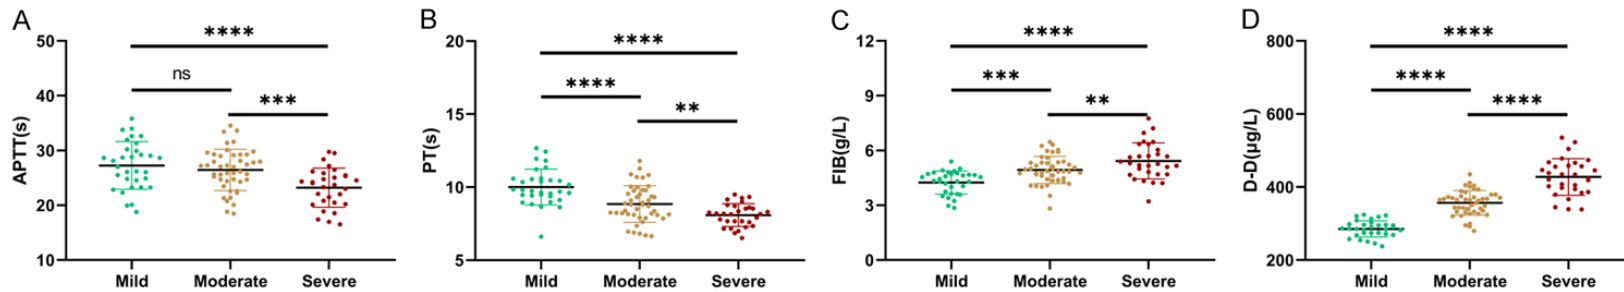 A
APTT(s)
50
40
30
20
10
****
ns
***
Mild Moderate Severe
B
PT(s)
20
15
10
5
****
****
**
Mild Moderate Severe
C
FIB(g/L)
12
9
6
3
0
****
***
**
Mild Moderate Severe
D
D-D(μg/L)
800
600
400
200
****
****
****
Mild Moderate Severe